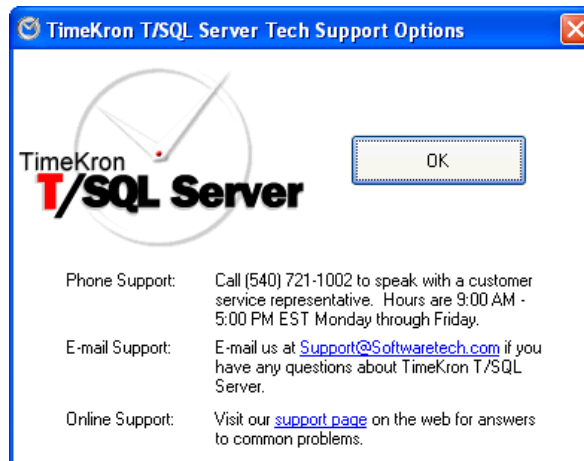 TimeKron T/SQL Server Tech Support Options
TimeKron
T/SQL Server
OK
Phone Support: Call (540) 721-1002 to speak with a customer
service representative. Hours are 9:00 AM -
5:00 PM EST Monday through Friday.
E-mail Support: E-mail us at Support@Softwaretech.com if you
have any questions about TimeKron T/SQL
Server.
Online Support: Visit our support page on the web for answers
to common problems.